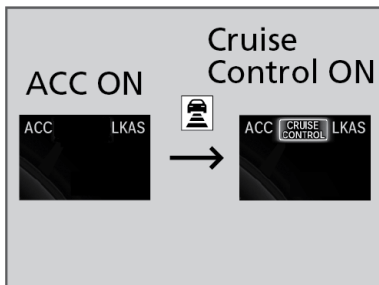 ACC ON
Cruise
Control ON
ACC LKAS
ACC CRUISE CONTROL LKAS